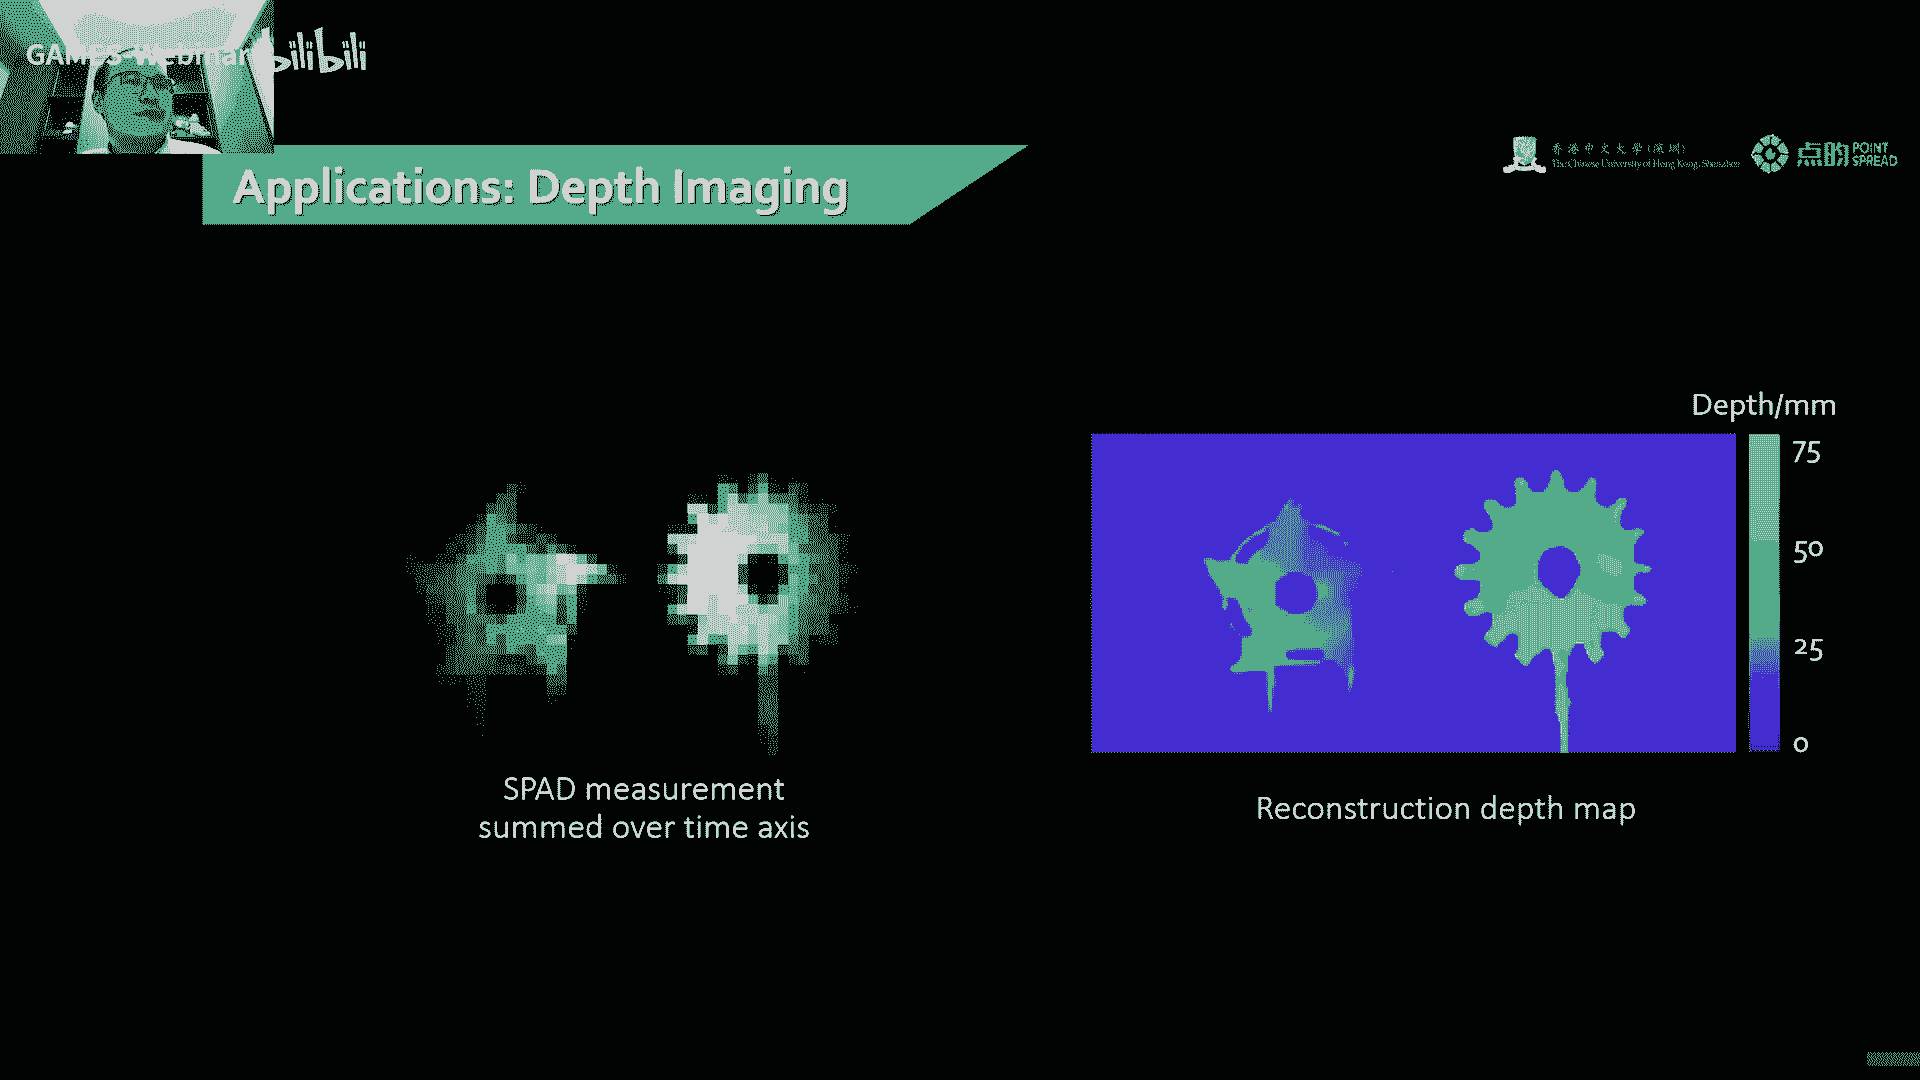 GAMES-Webinar
bilibili
香港中文大學(深圳)
The Chinese University of Hong Kong, Shenzhen
点昀 POINT
SPREAD
Applications: Depth Imaging
Depth/mm
75
50
25
0
SPAD measurement
summed over time axis
Reconstruction depth map